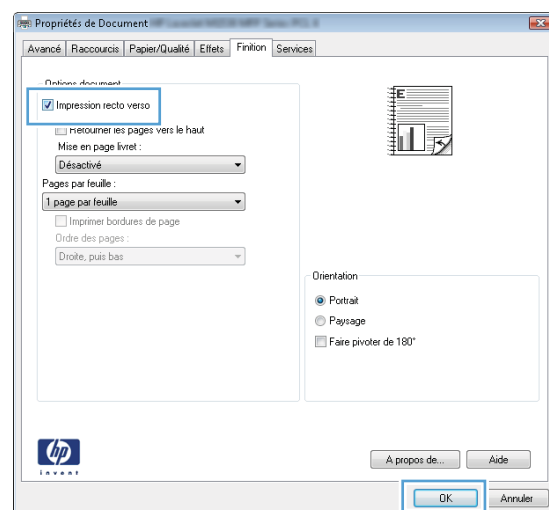 Propriétés de Document
Avancé Raccourcis Papier/Qualité Effets Finition Services
Options document
Impression recto verso
Retourner les pages vers le haut
Mise en page livret :
Désactivé
Pages par feuille :
1 page par feuille
Imprimer bordures de page
Ordre des pages :
Droite, puis bas
Orientation
Portrait
Paysage
Faire pivoter de 180°
hp
invent
A propos de... Aide
OK Annuler